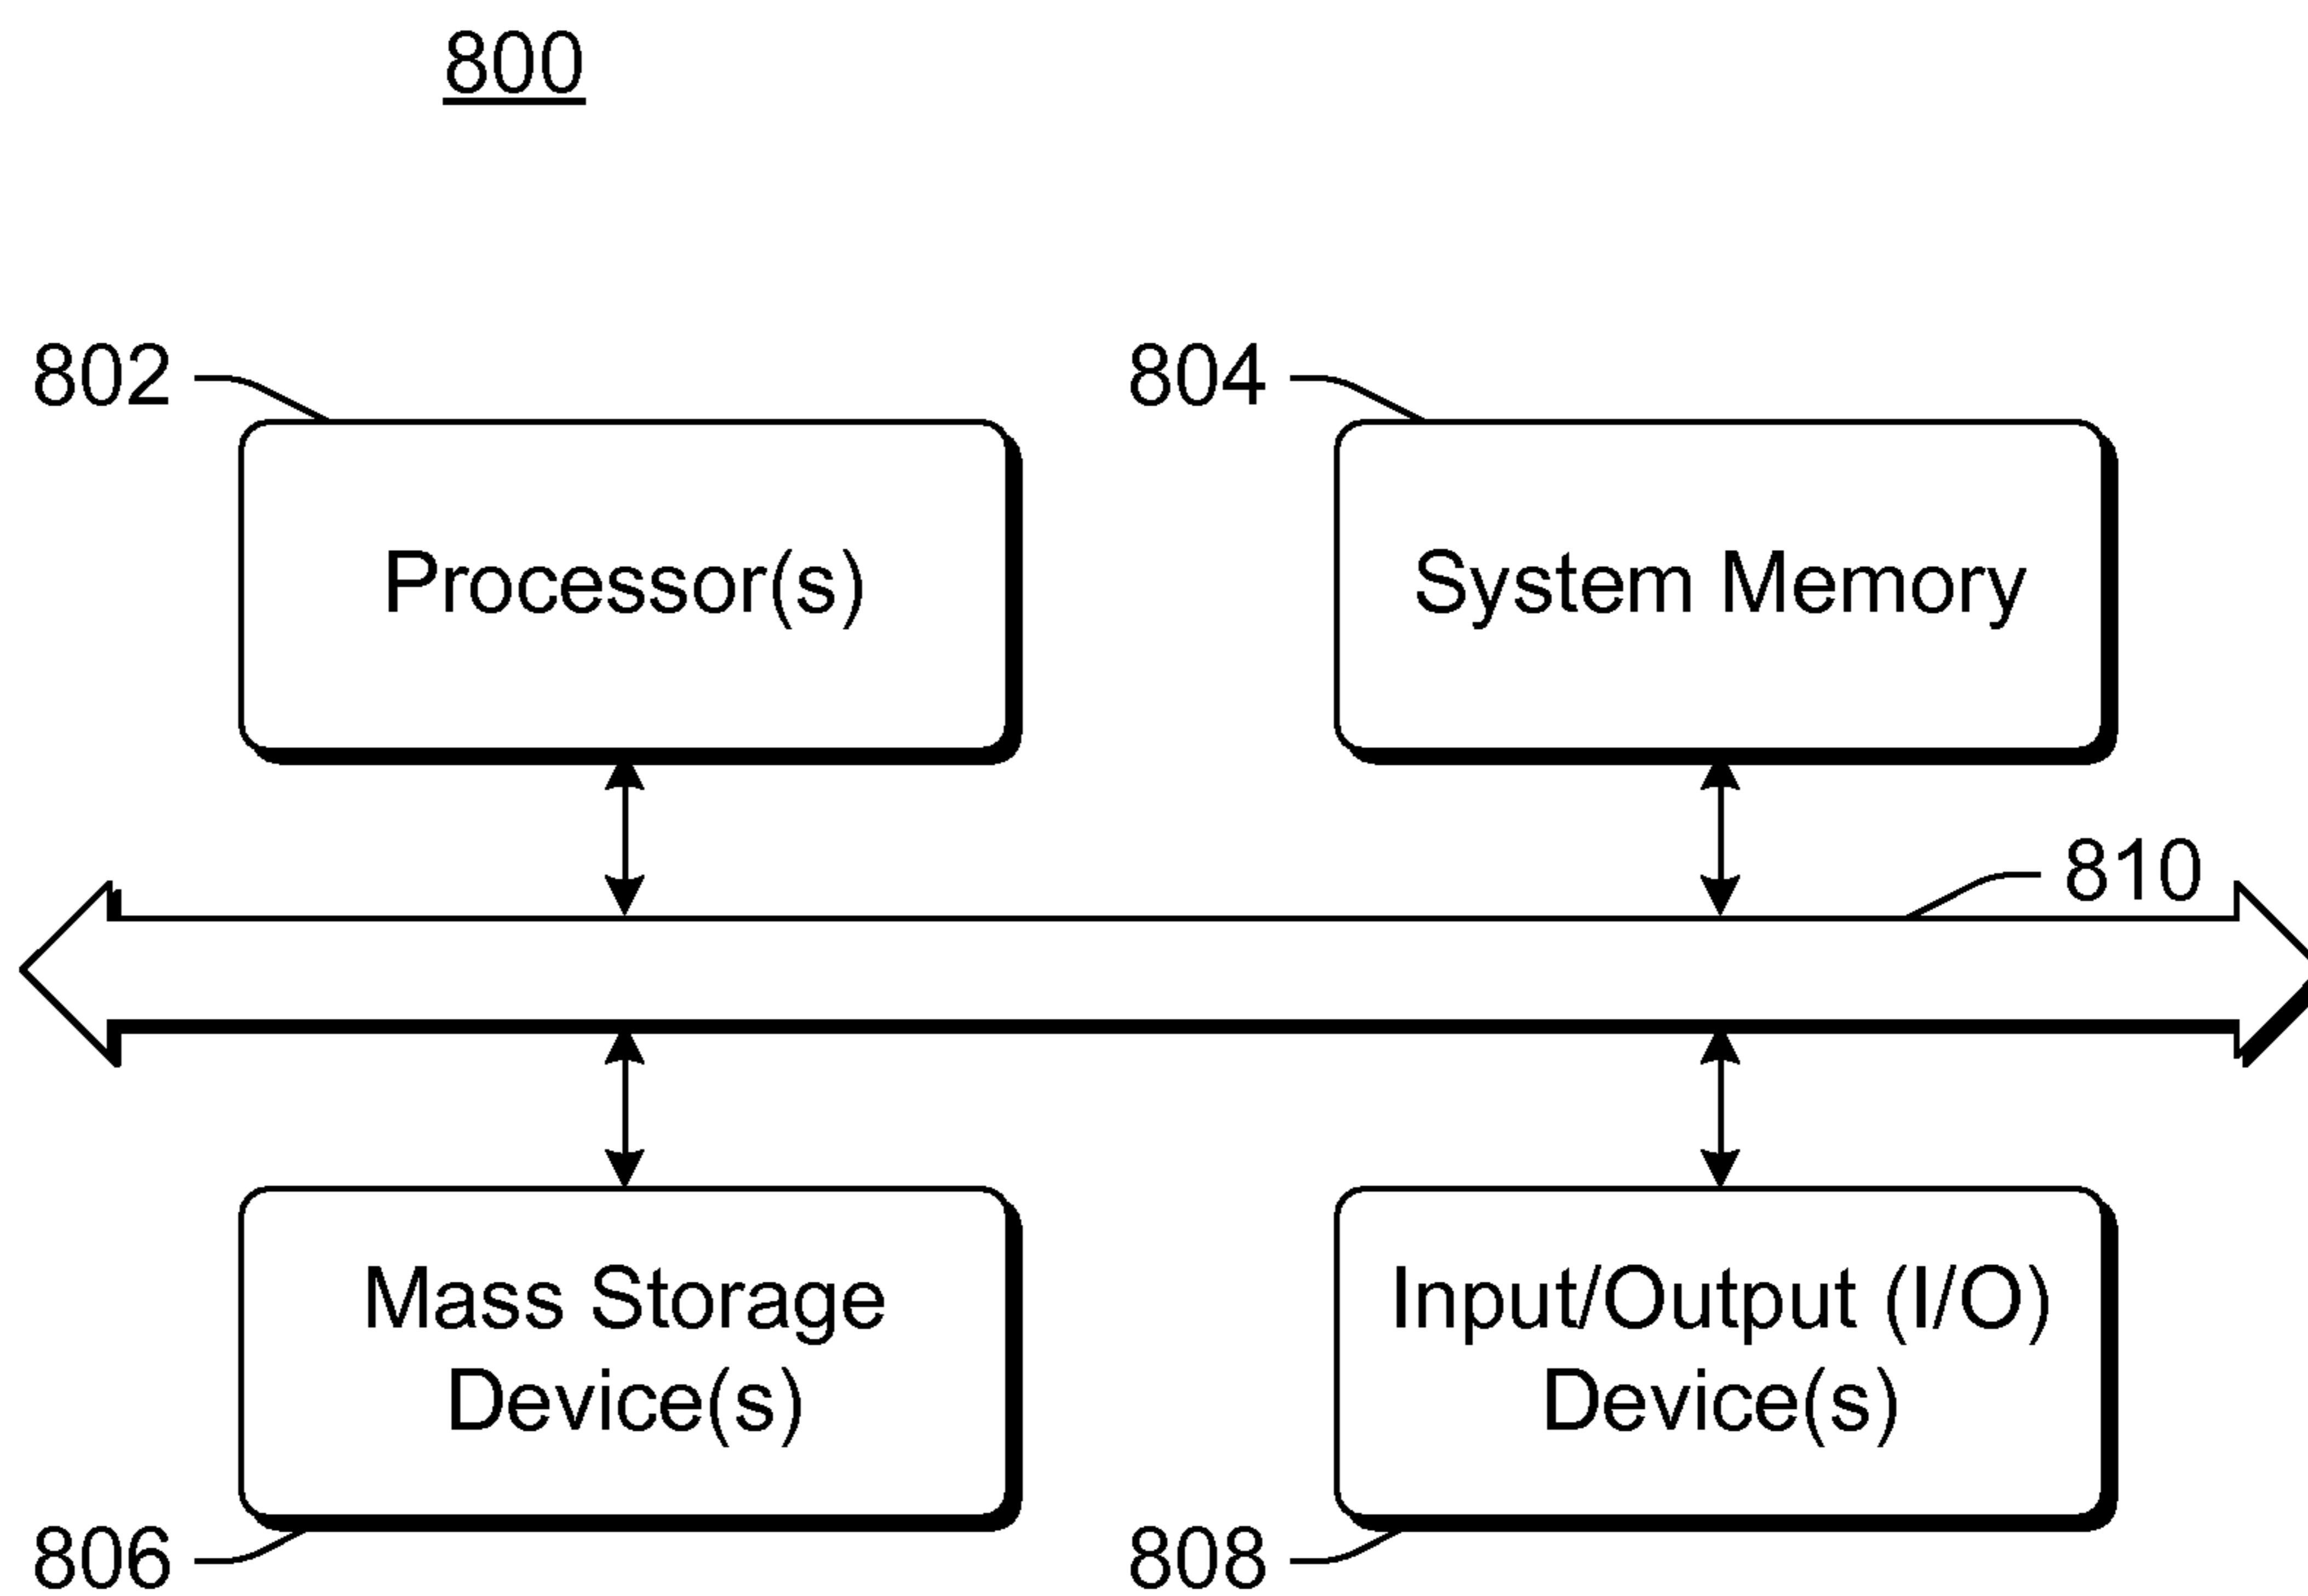 800
802
804
Processor(s)
System Memory
810
Mass Storage
Device(s)
Input/Output (I/O)
Device(s)
806
808